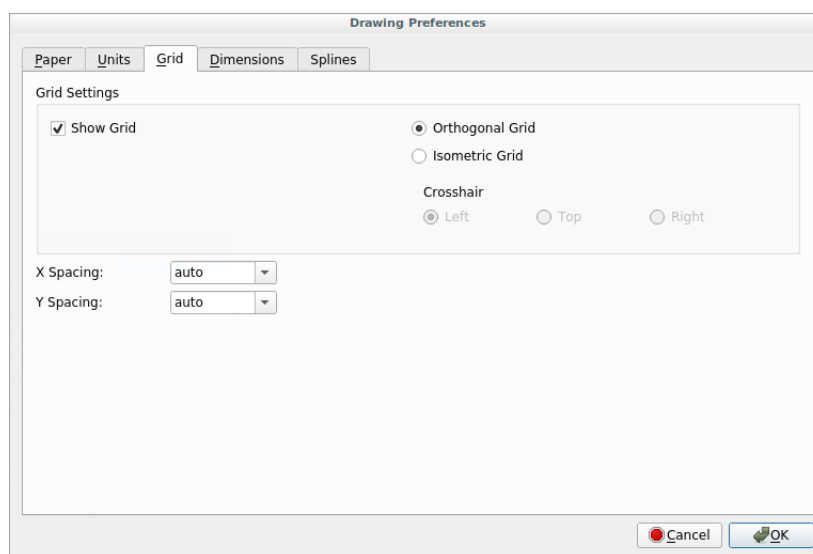 Drawing Preferences
Paper Units Grid Dimensions Splines
Grid Settings
Show Grid Orthogonal Grid
Isometric Grid
Crosshair
Left Top Right
X Spacing: auto
Y Spacing: auto
Cancel OK